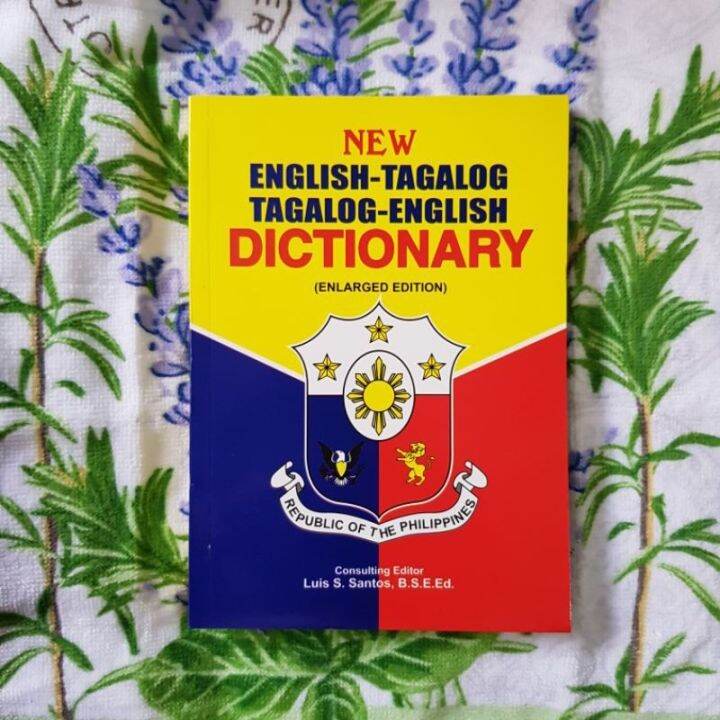 NEW
ENGLISH-TAGALOG
TAGALOG-ENGLISH
DICTIONARY
(ENLARGED EDITION)
REPUBLIC OF THE PHILIPPINES
Consulting Editor
Luis S. Santos, B.S.E.Ed.